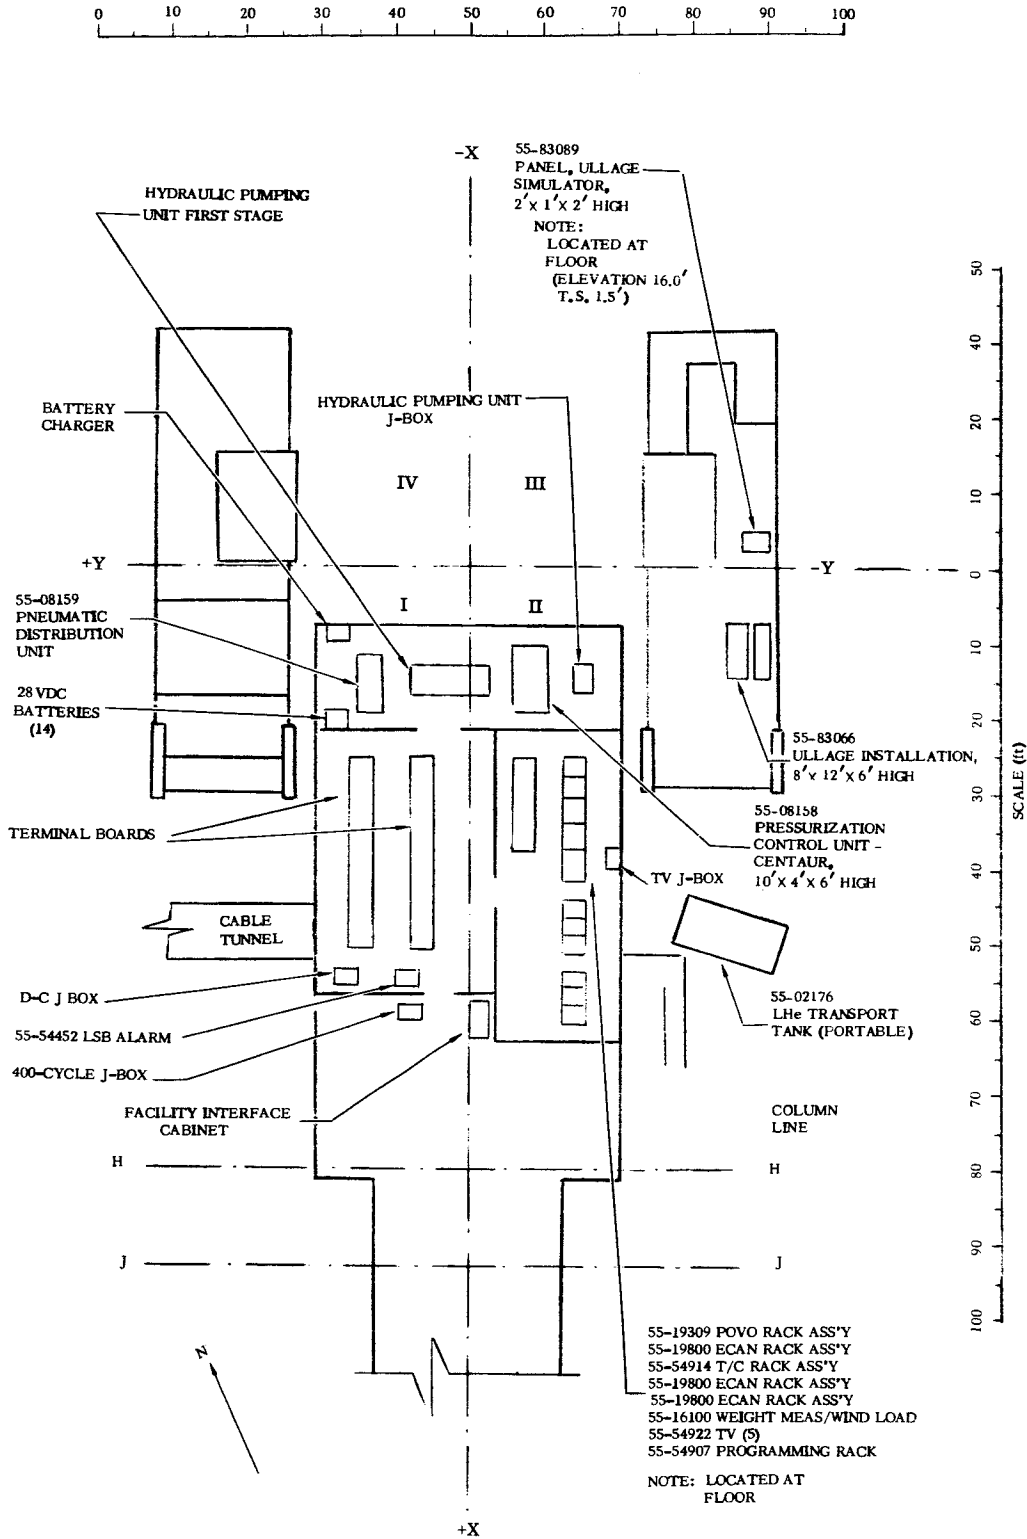 0 10 20 30 40 50 60 70 80 90 100
-X
55-83089
PANEL, ULLAGE
SIMULATOR,
2' x 1' x 2' HIGH
NOTE:
LOCATED AT
FLOOR
(ELEVATION 16.0'
T.S. 1.5')
HYDRAULIC PUMPING
UNIT FIRST STAGE
BATTERY
CHARGER
HYDRAULIC PUMPING UNIT
J-BOX
IV
III
+Y
-Y
I
II
55-08159
PNEUMATIC
DISTRIBUTION
UNIT
28 VDC
BATTERIES
(14)
55-83066
ULLAGE INSTALLATION,
8' x 12' x 6' HIGH
55-08158
PRESSURIZATION
CONTROL UNIT -
CENTAUR,
10' X 4' x 6' HIGH
TERMINAL BOARDS
TV J-BOX
CABLE
TUNNEL
D-C J BOX
55-54452 LSB ALARM
400-CYCLE J-BOX
55-02176
LHe TRANSPORT
TANK (PORTABLE)
FACILITY INTERFACE
CABINET
COLUMN
LINE
H
H
J
J
N
55-19309 POVO RACK ASS'Y
55-19800 ECAN RACK ASS'Y
55-54914 T/C RACK ASS'Y
55-19800 ECAN RACK ASS'Y
55-19800 ECAN RACK ASS'Y
55-16100 WEIGHT MEAS/WIND LOAD
55-54922 TV (5)
55-54907 PROGRAMMING RACK
NOTE: LOCATED AT
FLOOR
+X
50
40
20
10
0
10
20
30
40
50
60
70
80
90
100
SCALE (ft)